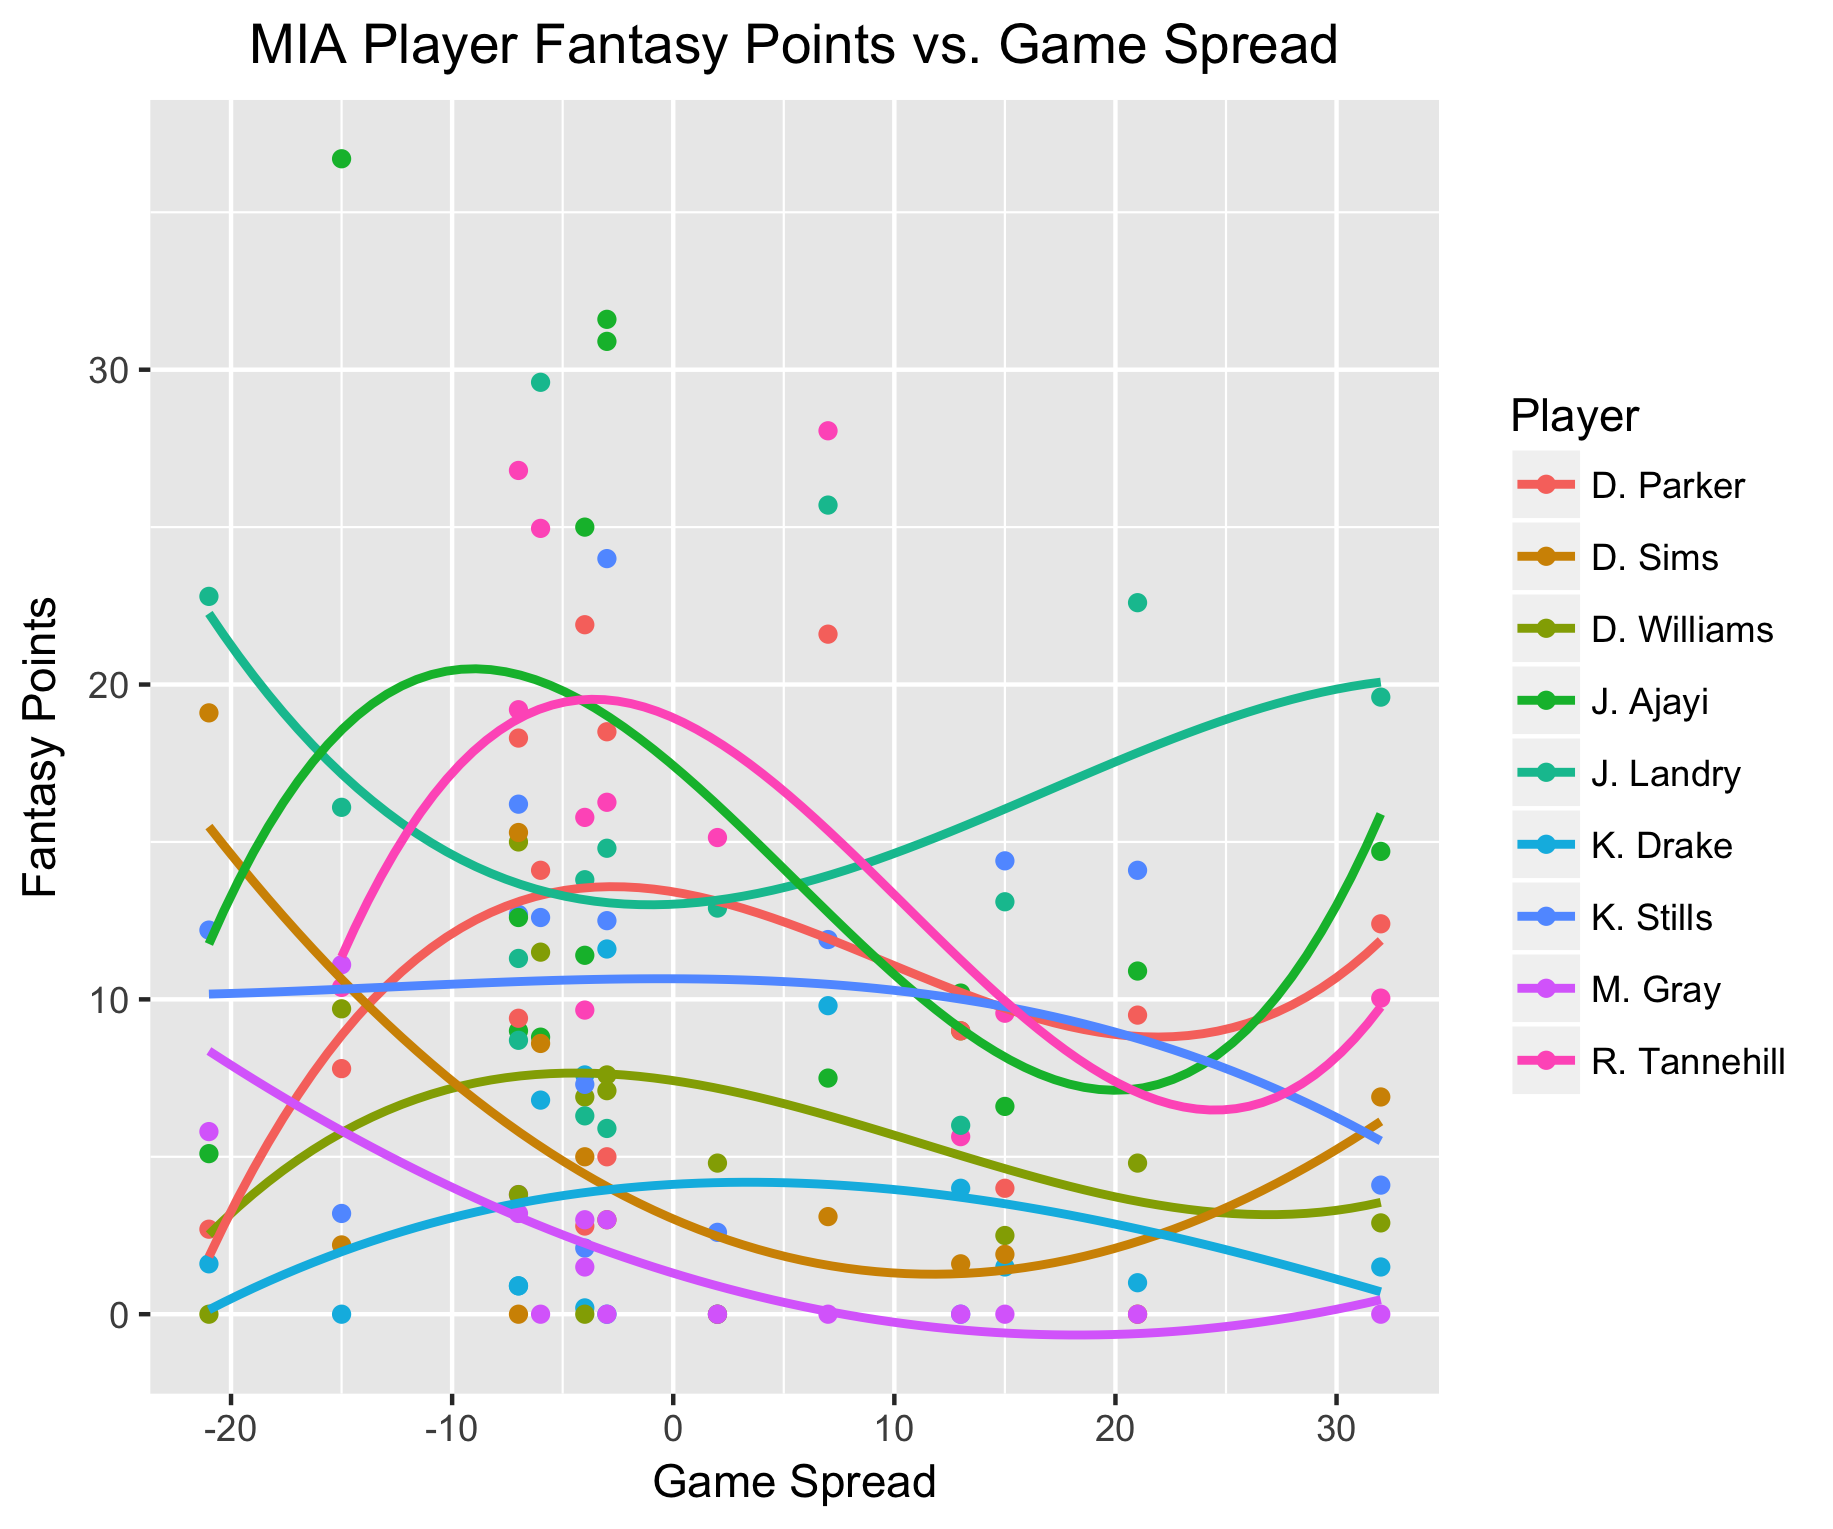 MIA Player Fantasy Points vs. Game Spread
30
20
10
0
Fantasy Points
-20 -10 0 10 20 30
Game Spread
Player
D. Parker
D. Sims
D. Williams
J. Ajayi
J. Landry
K. Drake
K. Stills
M. Gray
R. Tannehill